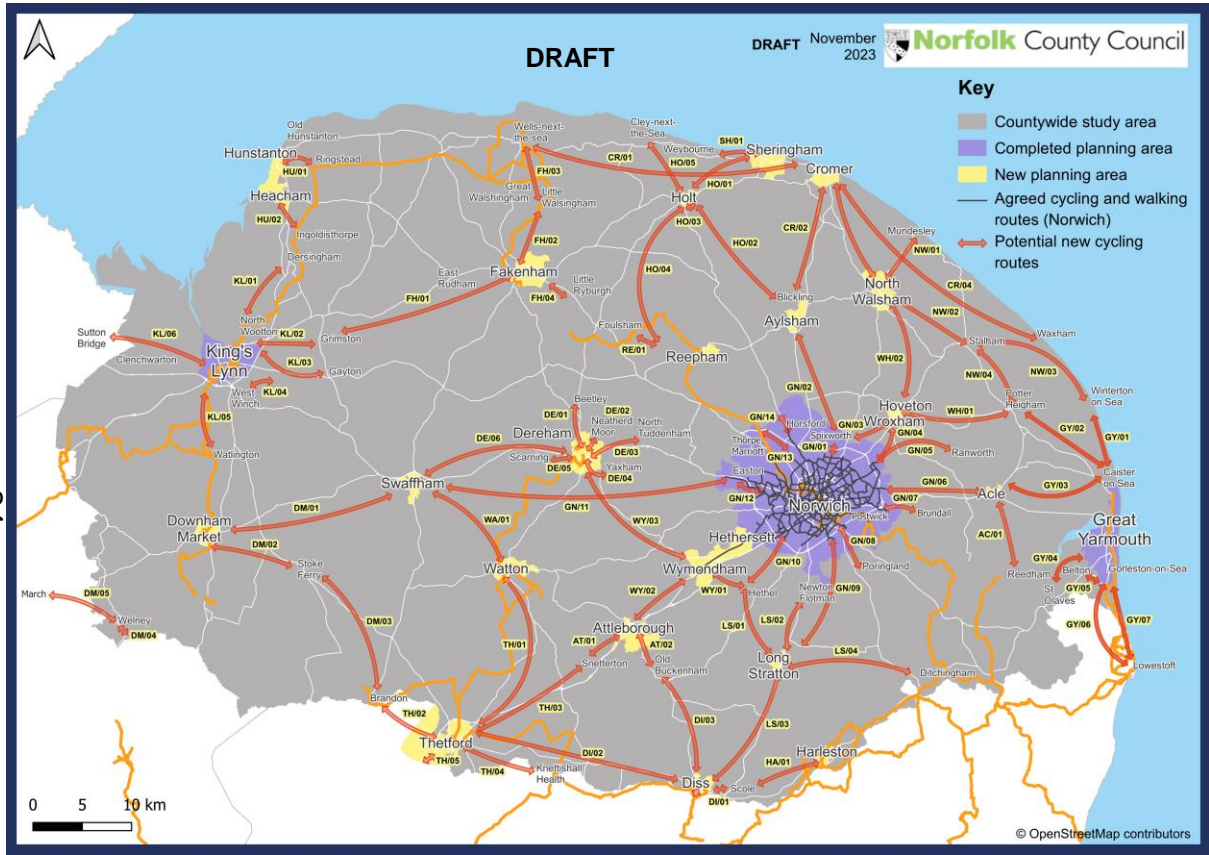 DRAFT
DRAFT November
2023
Norfolk County Council
Key
Countywide study area
Completed planning area
New planning area
Agreed cycling and walking
routes (Norwich)
Potential new cycling
routes
Old
Hunstanton
Hunstanton
Ringstead
HU/01
Heacham
HU/02
Ingoldisthorpe
Dersingham
KL/01
Wells-next-
the-sea
Cley-next-
the-Sea
Weybourne
SH/01
Sheringham
CR/01
HO/05
HO/01
Cromer
FH/03
Great
Walshingham
Little
Walsingham
Holt
HO/03
HO/02
CR/02
Mundesley
NW/01
FH/02
Fakenham
East
Rudham
FH/01
FH/04
Little
Ryburgh
HO/04
North
Walsham
CR/04
NW/02
Blickling
Aylsham
Sutton
Bridge
KL/06
North
Wootton
KL/02
Grimston
Clenchwarton
King's
Lynn
KL/03
Gayton
KL/04
West
Winch
KL/05
Watlington
Foulsham
RE/01
Reepham
WH/02
Stalham
Waxham
NW/04
NW/03
GN/02
Potter
Heigham
Winterton
on Sea
Hoveton
Wroxham
WH/01
GY/02
GY/01
Beetley
DE/01
DE/02
Neatherd
Moor
North
Tuddenham
DE/06
Dereham
DE/03
Scarning
DE/05
Yaxham
DE/04
GN/14
Horsford
Spixworth
GN/03
GN/04
Thorpe
Marriott
GN/01
GN/05
Ranworth
GN/13
Easton
GN/12
Caister
on Sea
GN/06
Acle
GY/03
Norwich
GN/07
Brundall
Postwick
Swaffham
DM/01
Downham
Market
DM/02
WA/01
GN/11
WY/03
Hethersett
GN/08
AC/01
Great
Yarmouth
GY/04
Stoke
Ferry
Watton
Wymondham
GN/10
Poringland
Reedham
Belton
Gorleston-on-Sea
St
Olaves
GY/05
March
DM/05
Welney
DM/04
WY/02
WY/01
Hethel
Newton
Flotman
GN/09
GY/06
GY/07
DM/03
TH/01
Attleborough
AT/01
AT/02
LS/01
LS/02
Snetterton
Old
Buckenham
Long
Stratton
LS/04
Ditchingham
Lowestoft
Brandon
TH/02
TH/03
DI/03
LS/03
Thetford
DI/02
Harleston
TH/05
TH/04
Knettishall
Heath
HA/01
Diss
Scole
DI/01
0 5 10 km
© OpenStreetMap contributors